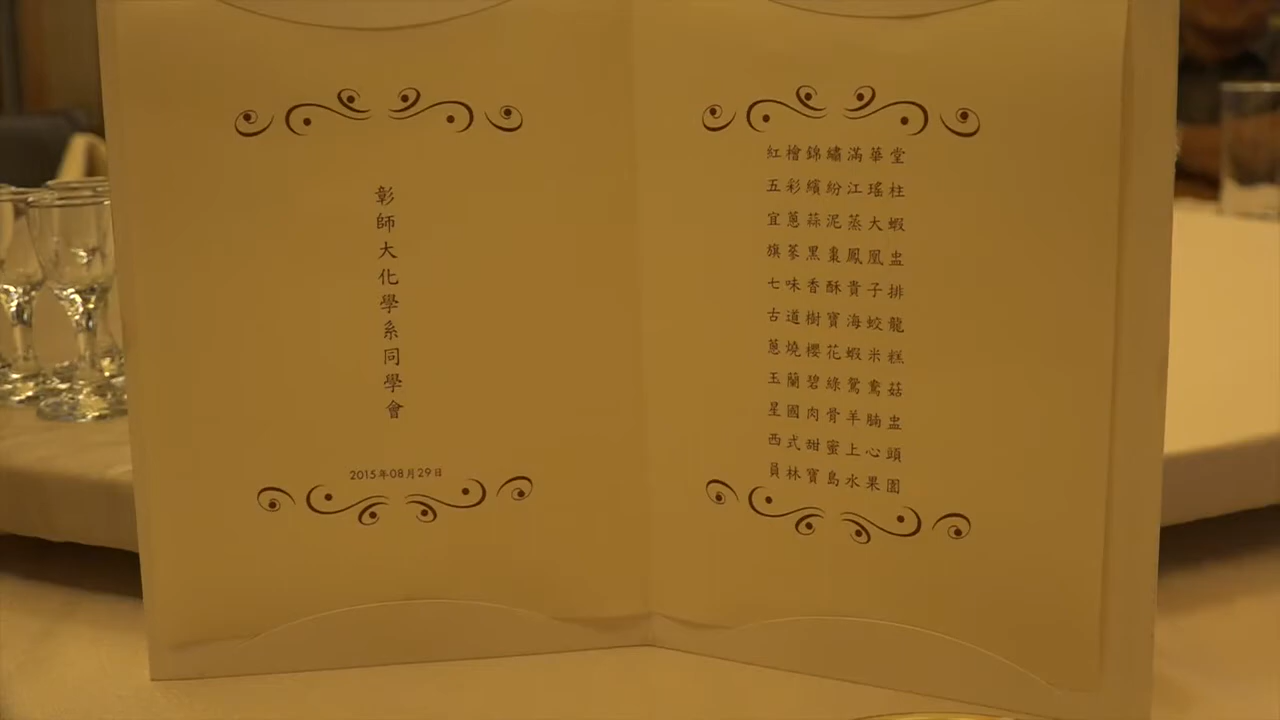 彰師大化學系同學會
2015年08月29日
紅檜錦繡滿華堂
五彩繽紛江瑤柱
宜蔥蒜泥蒸大蝦
旗蔘黑棗鳳凰盅
七味香酥貴子排
古道樹寶海蛟龍
蔥燒櫻花蝦米糕
玉蘭碧綠鴛鴦菇
星國肉骨羊腩盅
西式甜蜜上心頭
員林寶島水果園